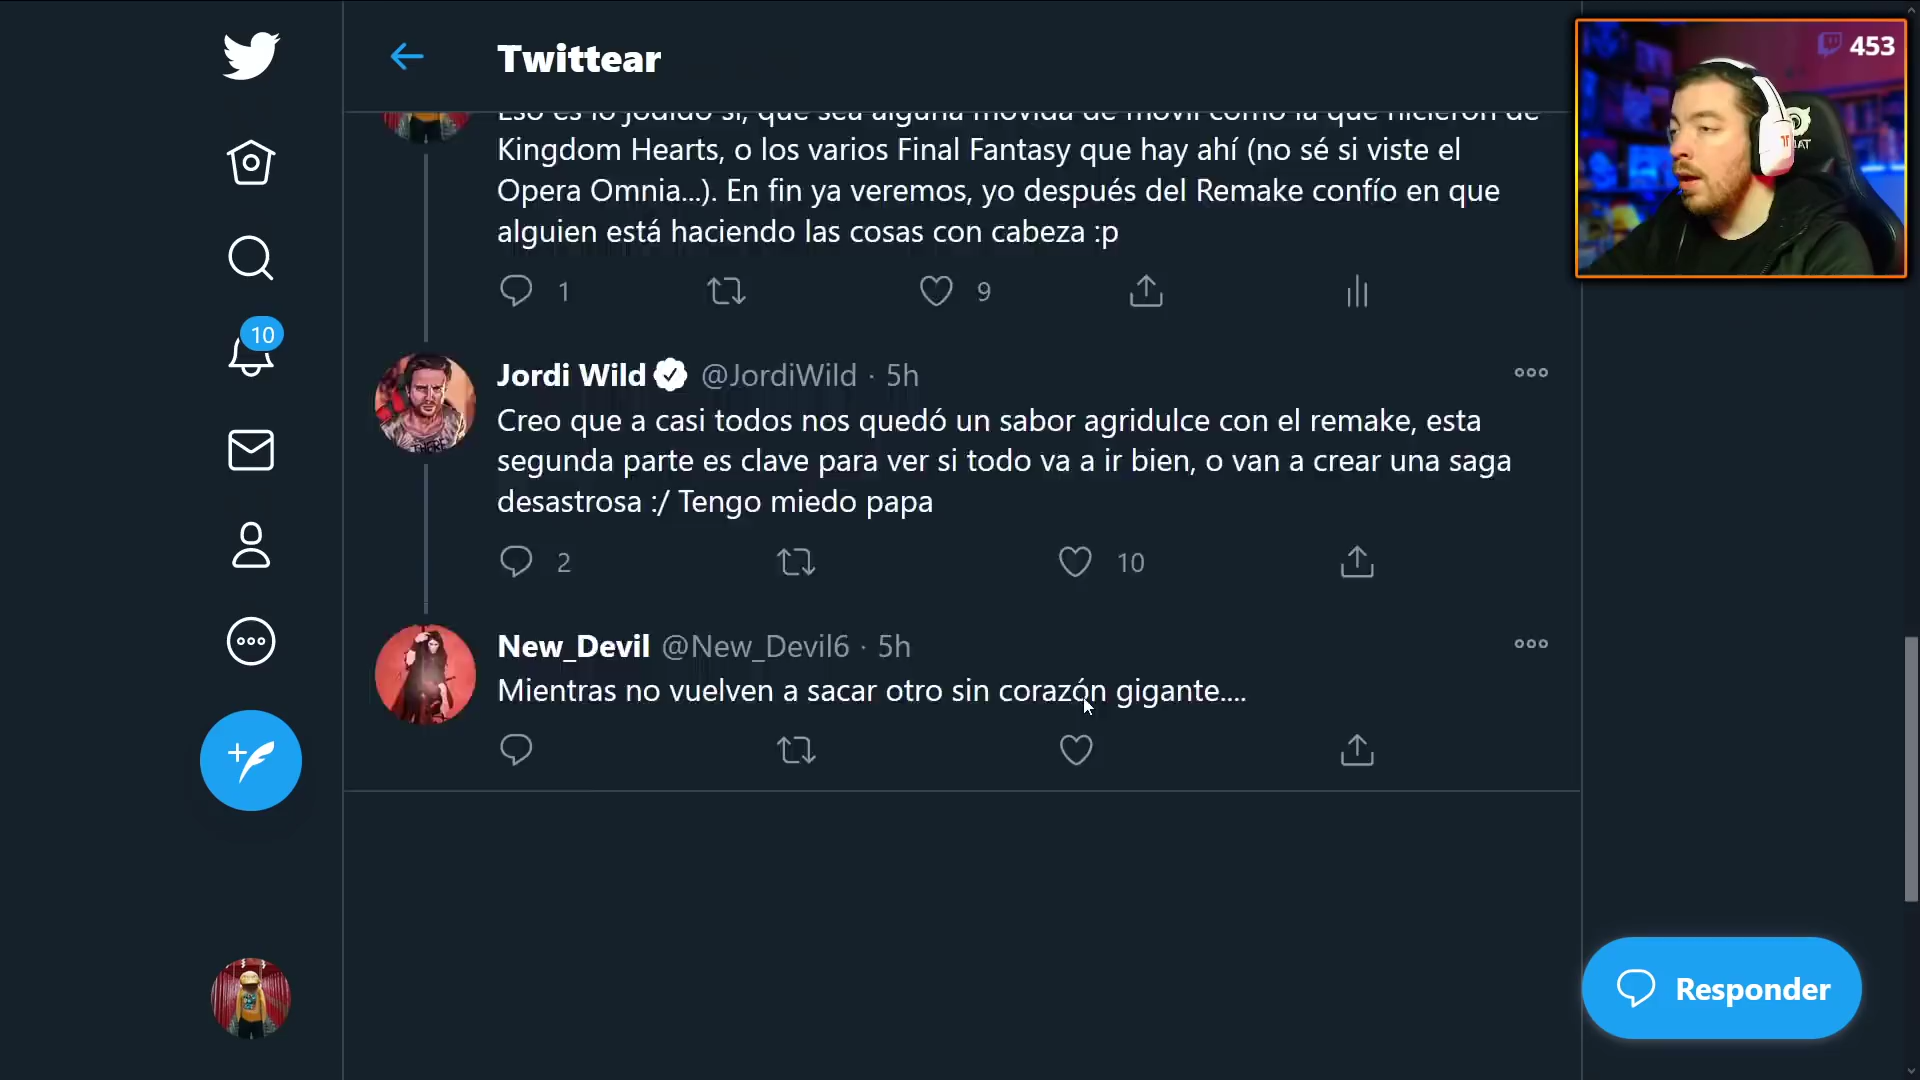 Twittear
453
Eso es lo jodido si, que sea alguna movida de móvil como la que hicieron de
Kingdom Hearts, o los varios Final Fantasy que hay ahí (no sé si viste el
Opera Omnia...). En fin ya veremos, yo después del Remake confío en que
alguien está haciendo las cosas con cabeza :p
1
9
10
Jordi Wild @JordiWild · 5h
Creo que a casi todos nos quedó un sabor agridulce con el remake, esta
segunda parte es clave para ver si todo va a ir bien, o van a crear una saga
desastrosa :/ Tengo miedo papa
2
10
New_Devil @New_Devil6 · 5h
Mientras no vuelven a sacar otro sin corazón gigante....
Responder